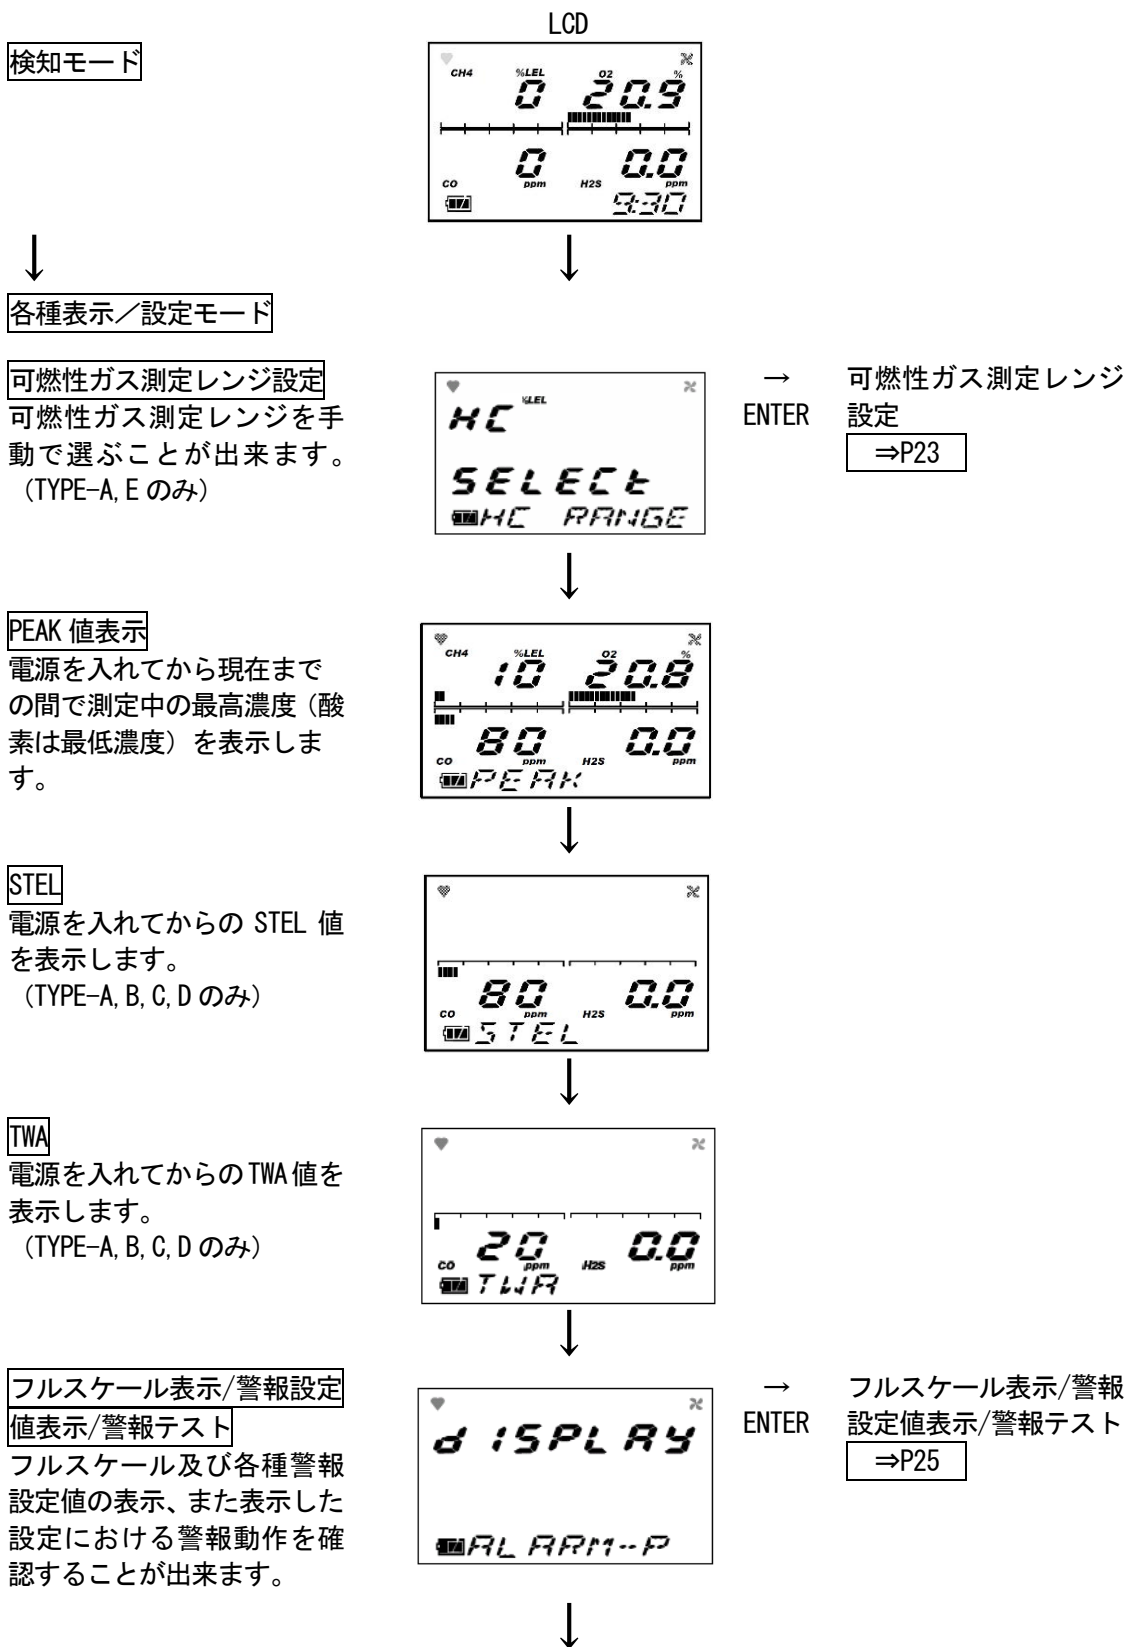 LCD
検知モード
CH4 %LEL O2 %
0 20.9
0 0.0
CO ppm H2S ppm
9:30
↓ ↓
各種表示／設定モード
可燃性ガス測定レンジ設定
可燃性ガス測定レンジを手
動で選ぶことが出来ます。
（TYPE-A,E のみ）
%LEL
HC
SELECt
HC RANGE
→
ENTER
可燃性ガス測定レンジ
設定
⇒P23
↓
PEAK 値表示
電源を入れてから現在まで
の間で測定中の最高濃度（酸
素は最低濃度）を表示しま
す。
CH4 %LEL O2 %
10 20.8
80 0.0
CO ppm H2S ppm
PEAK
↓
STEL
電源を入れてからの STEL 値
を表示します。
（TYPE-A,B,C,D のみ）
80 0.0
CO ppm H2S ppm
STEL
↓
TWA
電源を入れてからの TWA 値を
表示します。
（TYPE-A,B,C,D のみ）
20 0.0
CO ppm H2S ppm
TWA
↓
フルスケール表示/警報設定
値表示/警報テスト
フルスケール及び各種警報
設定値の表示、また表示した
設定における警報動作を確
認することが出来ます。
dISPLAY
ALARM--P
→
ENTER
フルスケール表示/警報
設定値表示/警報テスト
⇒P25
↓